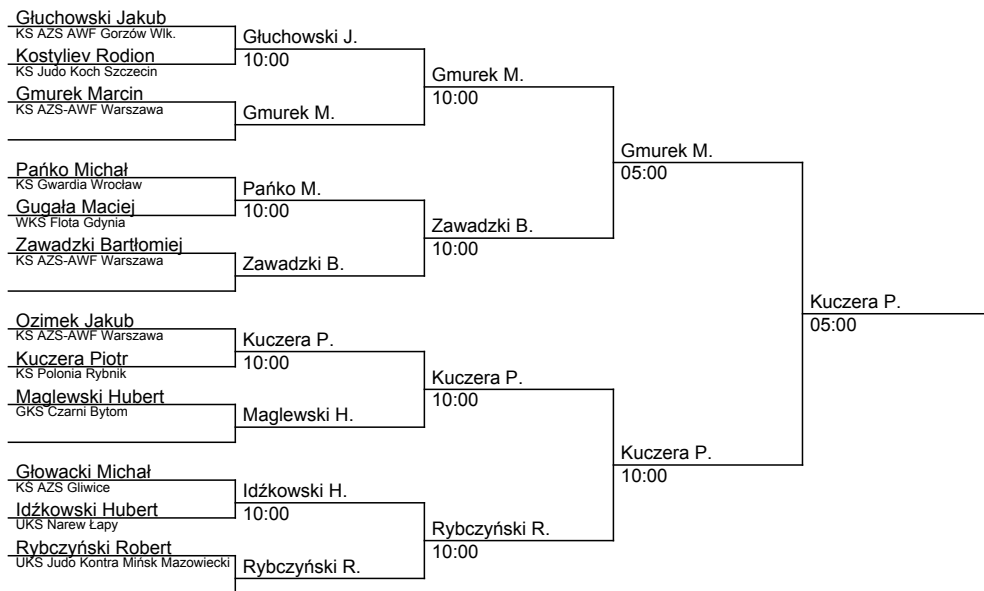 Głuchowski Jakub
KS AZS AWF Gorzów Wlk.
Kostyliev Rodion
KS Judo Koch Szczecin
Gmurek Marcin
KS AZS-AWF Warszawa
Pańko Michał
KS Gwardia Wrocław
Gugała Maciej
WKS Flota Gdynia
Zawadzki Bartłomiej
KS AZS-AWF Warszawa
Ozimek Jakub
KS AZS-AWF Warszawa
Kuczera Piotr
KS Polonia Rybnik
Maglewski Hubert
GKS Czarni Bytom
Głowacki Michał
KS AZS Gliwice
Idźkowski Hubert
UKS Narew Łapy
Rybczyński Robert
UKS Judo Kontra Mińsk Mazowiecki
Głuchowski J.
10:00
Gmurek M.
Pańko M.
10:00
Zawadzki B.
Kuczera P.
10:00
Maglewski H.
Idźkowski H.
10:00
Rybczyński R.
Gmurek M.
10:00
Zawadzki B.
10:00
Kuczera P.
10:00
Rybczyński R.
10:00
Gmurek M.
05:00
Kuczera P.
10:00
Kuczera P.
05:00